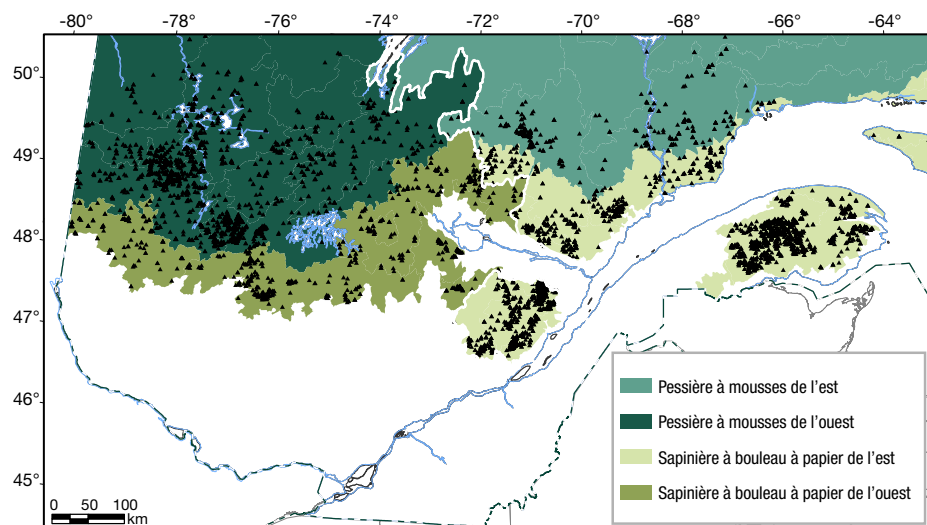 -80 -78 -76 -74 -72 -70 -68 -66 -64
50°
49°
48°
47°
46°
45°
Pessière à mousses de l'est
Pessière à mousses de l'ouest
Sapinière à bouleau à papier de l'est
Sapinière à bouleau à papier de l'ouest
0 50 100
km